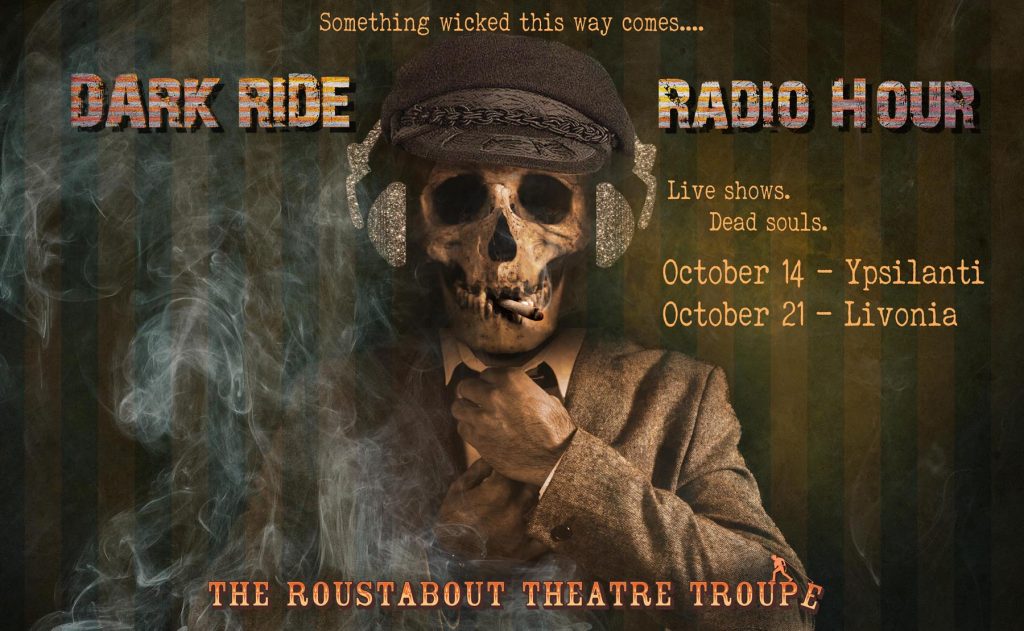 Something wicked this way comes....
DARK RIDE RADIO HOUR
Live shows.
Dead souls.
October 14 - Ypsilanti
October 21 - Livonia
THE ROUSTABOUT THEATRE TROUPE